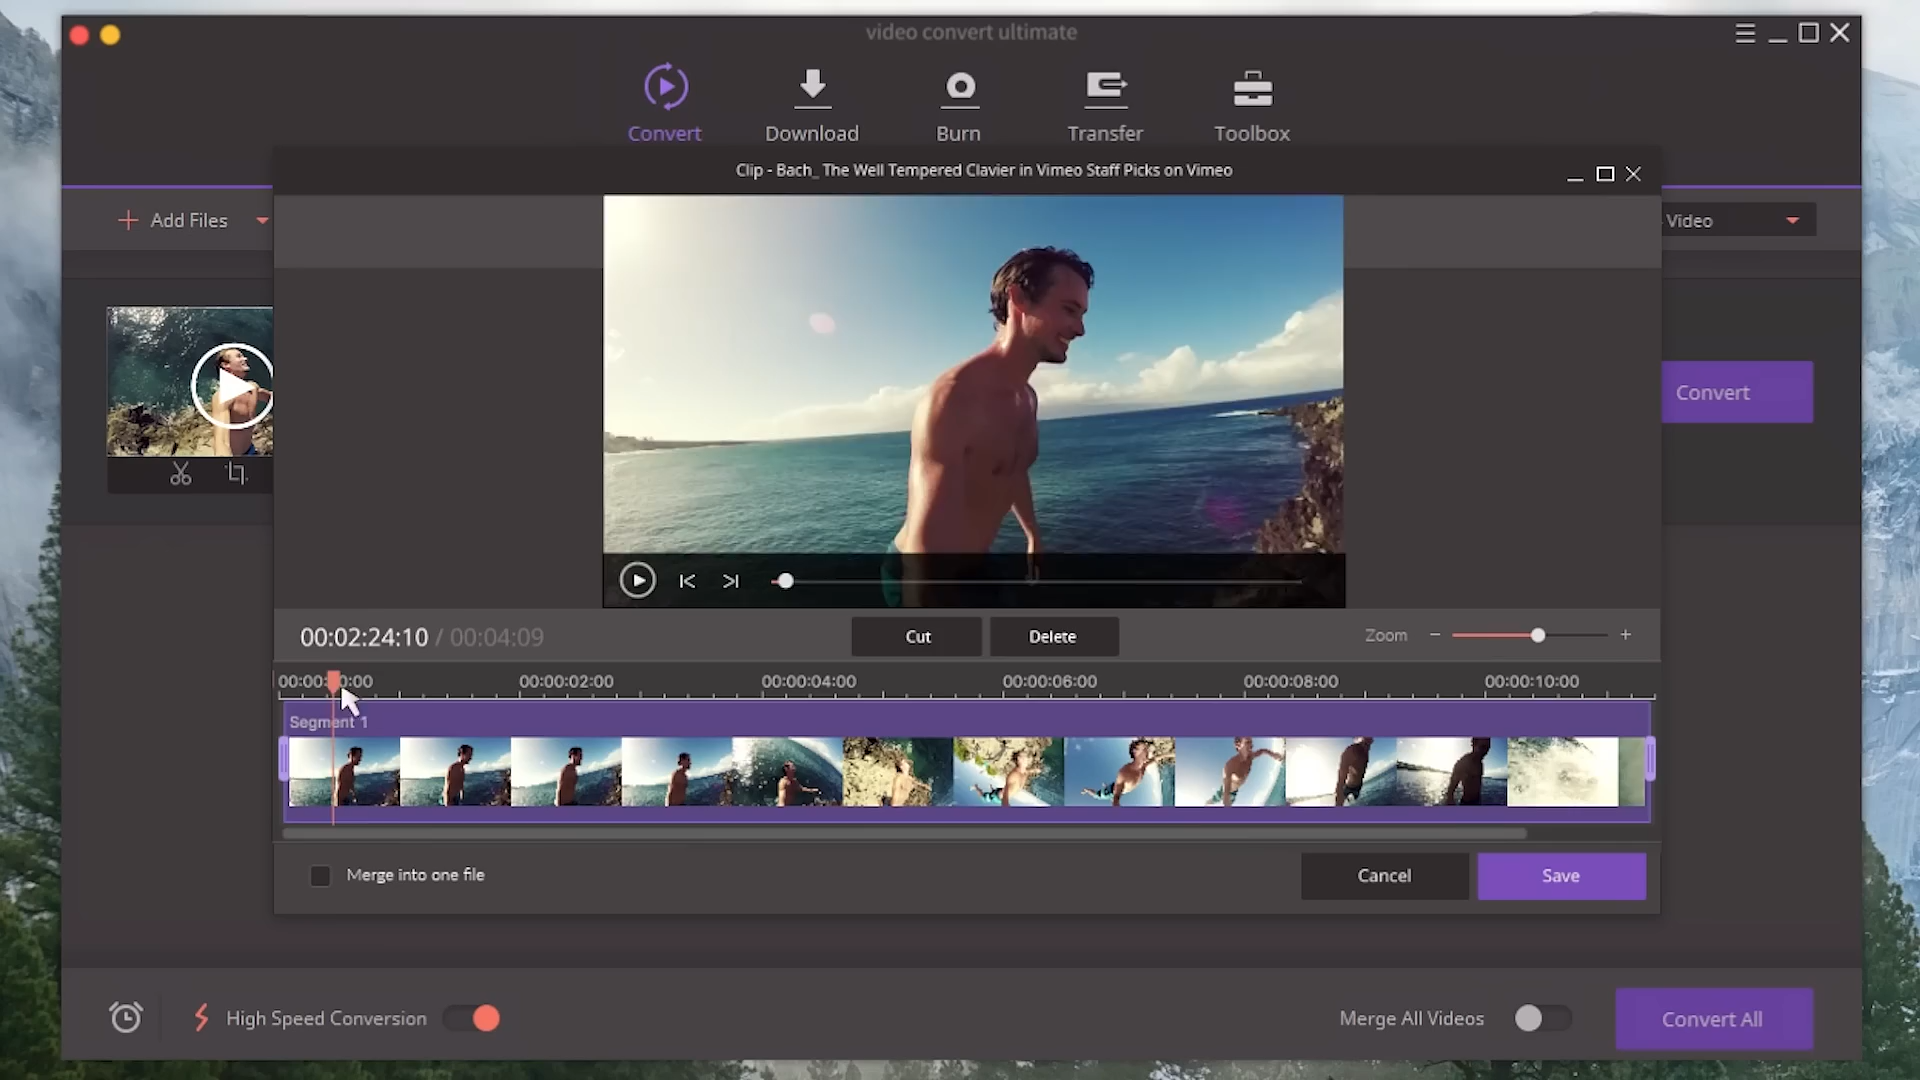 video convert ultimate
Convert
Download
Burn
Transfer
Toolbox
Clip - Bach_ The Well Tempered Clavier in Vimeo Staff Picks on Vimeo
Add Files
Video
Convert
00:02:24:10 / 00:04:09
Cut
Delete
Zoom
00:00:02:00
00:00:04:00
00:00:06:00
00:00:08:00
00:00:10:00
Segment 1
Merge into one file
Cancel
Save
High Speed Conversion
Merge All Videos
Convert All